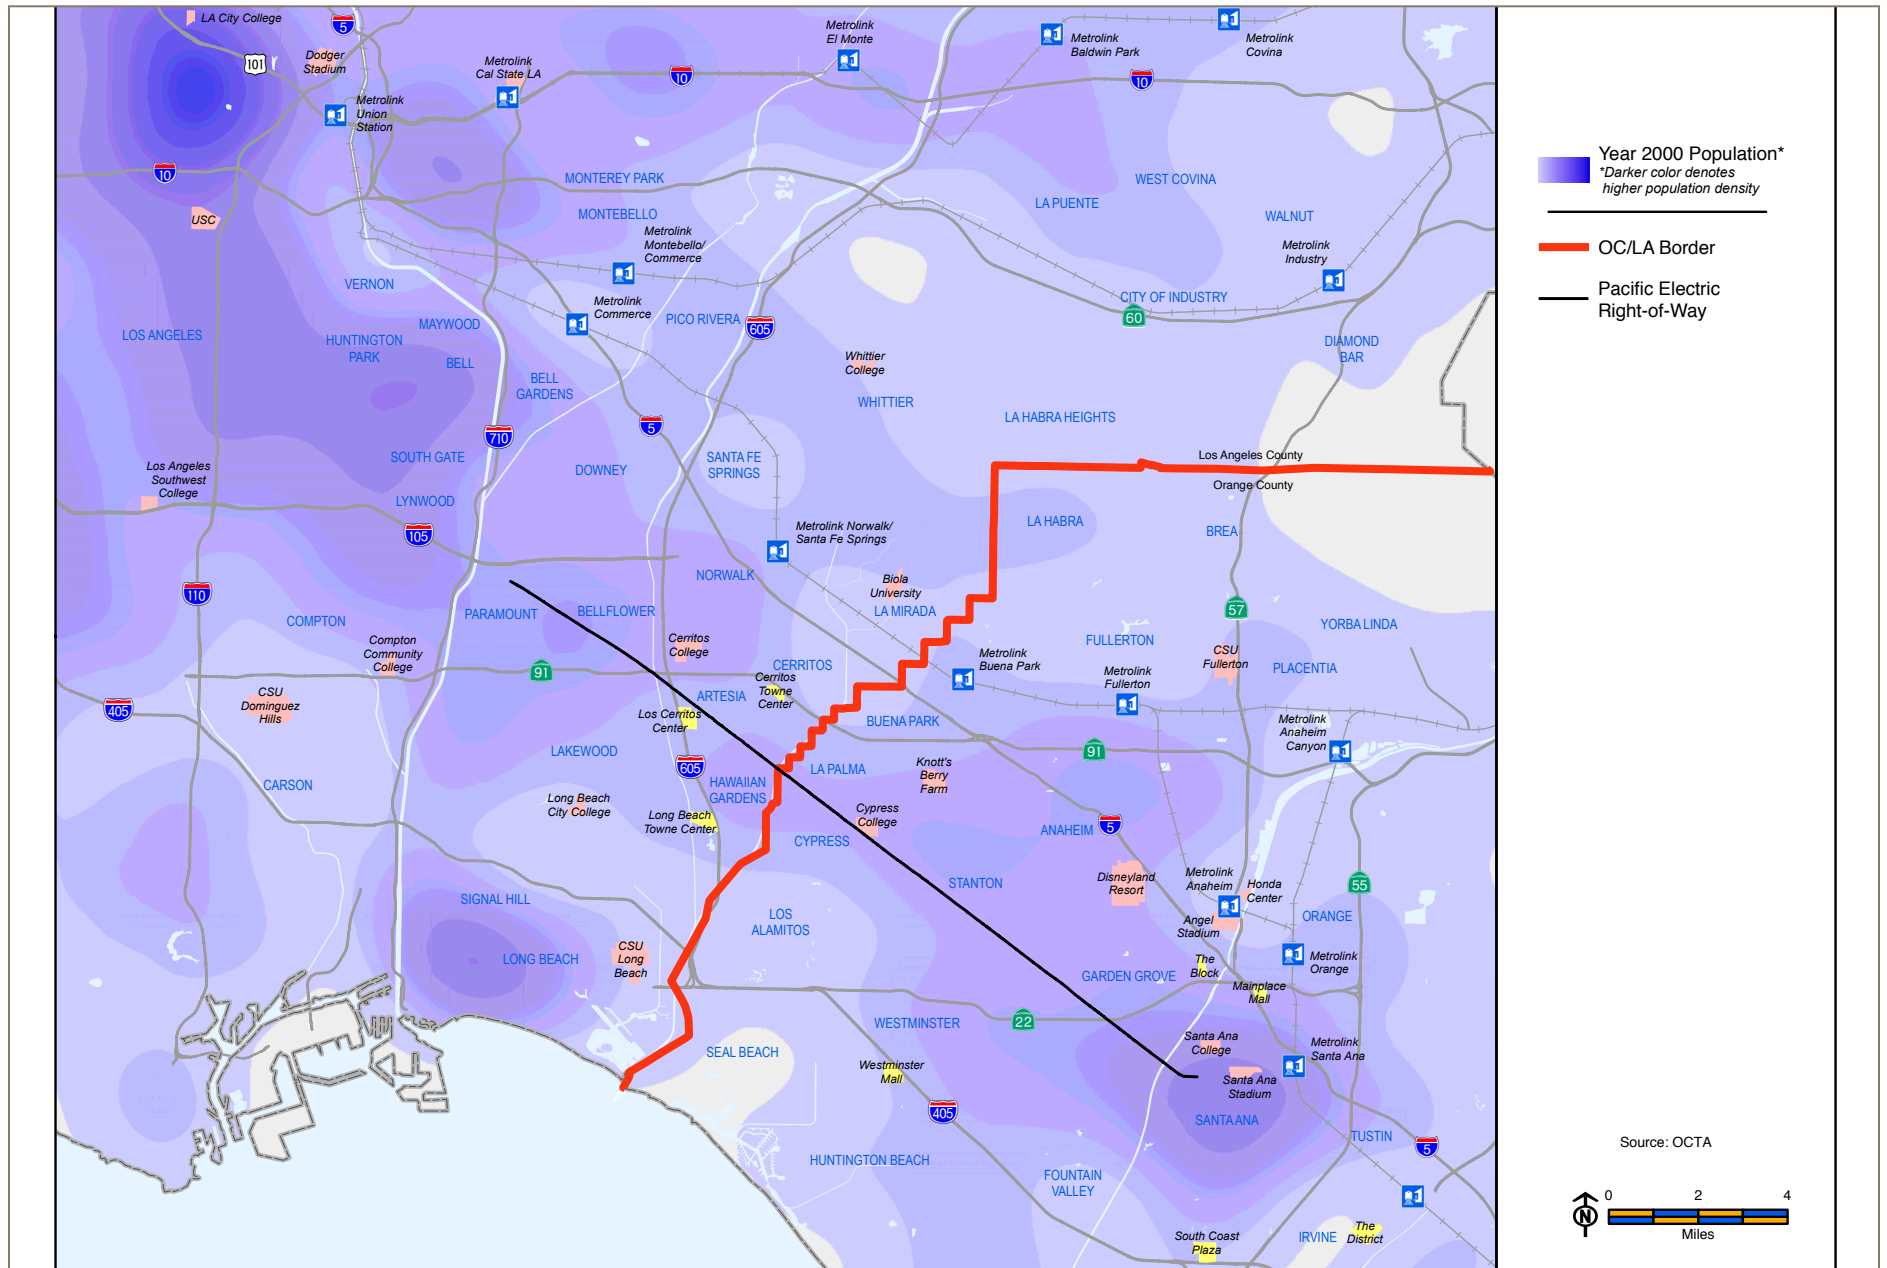 LA City College
5
Dodger
Stadium
101
Metrolink
Cal State LA
Metrolink
El Monte
Metrolink
Baldwin Park
Metrolink
Covina
10
10
Metrolink
Union
Station
10
USC
MONTEREY PARK
MONTEBELLO
WEST COVINA
LA PUENTE
WALNUT
Metrolink
Montebello/
Commerce
Metrolink
Industry
VERNON
Metrolink
Commerce
CITY OF INDUSTRY
60
LOS ANGELES
MAYWOOD
HUNTINGTON
PARK
BELL
PICO RIVERA
605
DIAMOND
BAR
BELL
GARDENS
Whittier
College
WHITTIER
LA HABRA HEIGHTS
710
5
SOUTH GATE
DOWNEY
SANTA FE
SPRINGS
Los Angeles County
Orange County
Los Angeles
Southwest
College
LYNWOOD
105
Metrolink Norwalk/
Santa Fe Springs
LA HABRA
BREA
NORWALK
Biola
University
LA MIRADA
110
COMPTON
PARAMOUNT
BELLFLOWER
57
YORBA LINDA
Compton
Community
College
Cerritos
College
CERRITOS
FULLERTON
CSU
Fullerton
PLACENTIA
91
Metrolink
Buena Park
Metrolink
Fullerton
405
CSU
Dominguez
Hills
ARTESIA
Cerritos
Towne
Center
Los Cerritos
Center
BUENA PARK
Metrolink
Anaheim
Canyon
91
LAKEWOOD
605
LA PALMA
Knott's
Berry
Farm
CARSON
HAWAIIAN
GARDENS
Long Beach
City College
Long Beach
Towne Center
Cypress
College
CYPRESS
ANAHEIM
5
STANTON
Disneyland
Resort
Metrolink
Anaheim
Honda
Center
55
SIGNAL HILL
LOS
ALAMITOS
Angel
Stadium
ORANGE
LONG BEACH
CSU
Long
Beach
GARDEN GROVE
The
Block
Metrolink
Orange
Mainplace
Mall
WESTMINSTER
22
SEAL BEACH
Westminster
Mall
Santa Ana
College
Metrolink
Santa Ana
Santa Ana
Stadium
405
SANTA ANA
TUSTIN
5
HUNTINGTON BEACH
FOUNTAIN
VALLEY
South Coast
Plaza
IRVINE
The
District
Year 2000 Population*
*Darker color denotes
higher population density
OC/LA Border
Pacific Electric
Right-of-Way
Source: OCTA
N
0 2 4
Miles